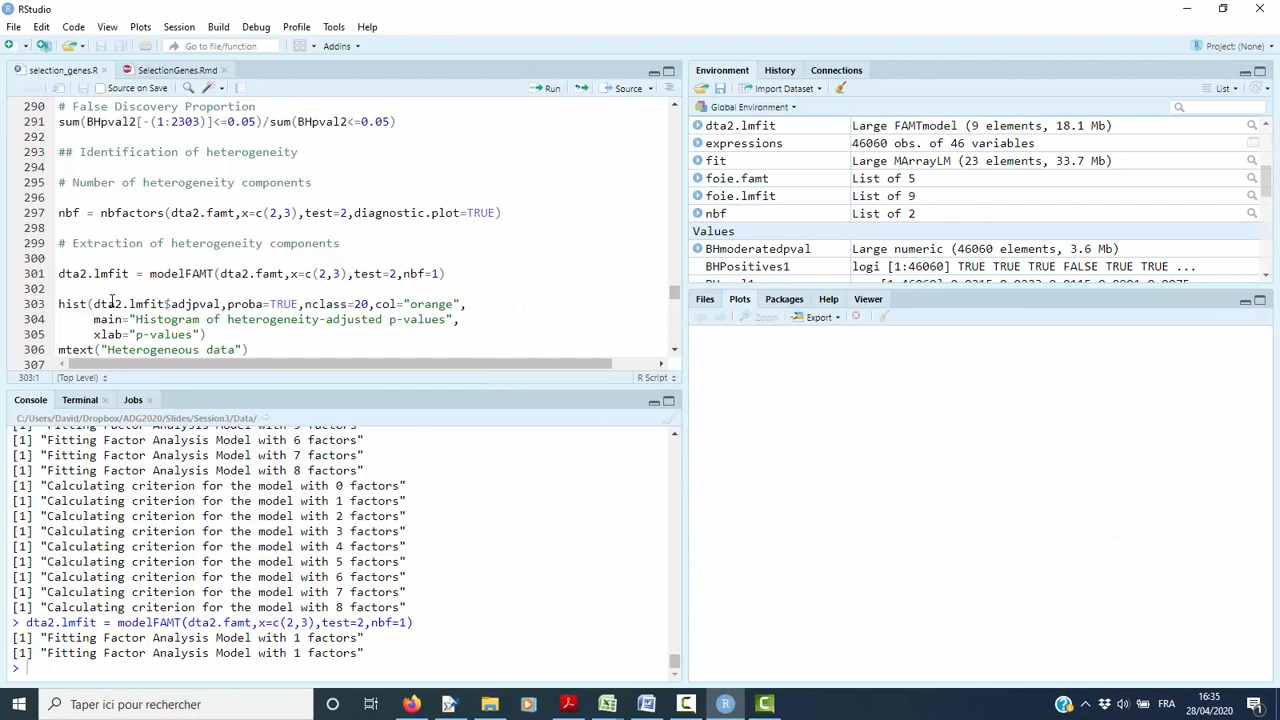 RStudio
File Edit Code View Plots Session Build Debug Profile Tools Help
Go to file/function Addins Project: (None)
selection_genes.R SelectionGenes.Rmd
Source on Save Run Source
290 # False Discovery Proportion
291 sum(BHpval2[-(1:2303)]<=0.05)/sum(BHpval2<=0.05)
292
293 ## Identification of heterogeneity
294
295 # Number of heterogeneity components
296
297 nbf = nbfactors(dta2.famt,x=c(2,3),test=2,diagnostic.plot=TRUE)
298
299 # Extraction of heterogeneity components
300
301 dta2.lmfit = modelFAMT(dta2.famt,x=c(2,3),test=2,nbf=1)
302
303 hist(dta2.lmfit$adjpval,proba=TRUE,nclass=20,col="orange",
304 main="Histogram of heterogeneity-adjusted p-values",
305 xlab="p-values")
306 mtext("Heterogeneous data")
307
303:1 (Top Level) R Script
Console Terminal Jobs
C:/Users/David/Dropbox/ADG2020/Slides/Session3/Data/
[1] "Fitting Factor Analysis Model with 6 factors"
[1] "Fitting Factor Analysis Model with 7 factors"
[1] "Fitting Factor Analysis Model with 8 factors"
[1] "Calculating criterion for the model with 0 factors"
[1] "Calculating criterion for the model with 1 factors"
[1] "Calculating criterion for the model with 2 factors"
[1] "Calculating criterion for the model with 3 factors"
[1] "Calculating criterion for the model with 4 factors"
[1] "Calculating criterion for the model with 5 factors"
[1] "Calculating criterion for the model with 6 factors"
[1] "Calculating criterion for the model with 7 factors"
[1] "Calculating criterion for the model with 8 factors"
> dta2.lmfit = modelFAMT(dta2.famt,x=c(2,3),test=2,nbf=1)
[1] "Fitting Factor Analysis Model with 1 factors"
[1] "Fitting Factor Analysis Model with 1 factors"
>
Environment History Connections
Import Dataset List
Global Environment
dta2.lmfit Large FAMTmodel (9 elements, 18.1 Mb)
expressions 46060 obs. of 46 variables
fit Large MArrayLM (23 elements, 33.7 Mb)
foie.famt List of 5
foie.lmfit List of 9
nbf List of 2
Values
BHmoderatedpval Large numeric (46060 elements, 3.6 Mb)
BHPositives1 logi [1:46060] TRUE TRUE TRUE FALSE TRUE TRUE ...
Files Plots Packages Help Viewer
Zoom Export
Taper ici pour rechercher
FRA
16:35
28/04/2020